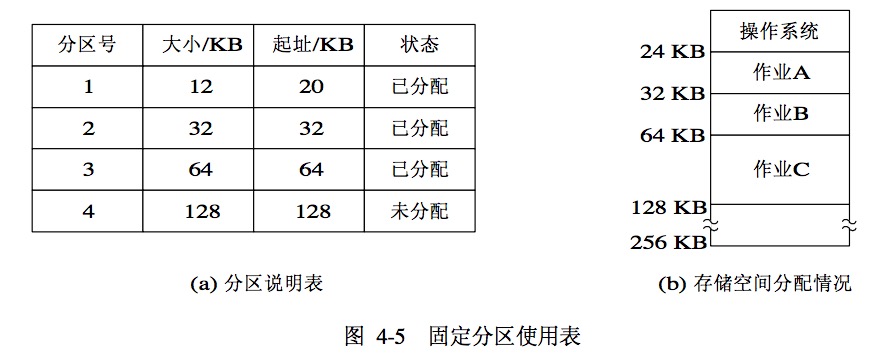 分区号 大小/KB 起址/KB 状态
1 12 20 已分配
2 32 32 已分配
3 64 64 已分配
4 128 128 未分配
(a) 分区说明表
操作系统
24 KB
作业A
32 KB
作业B
64 KB
作业C
128 KB
256 KB
(b) 存储空间分配情况
图 4-5 固定分区使用表